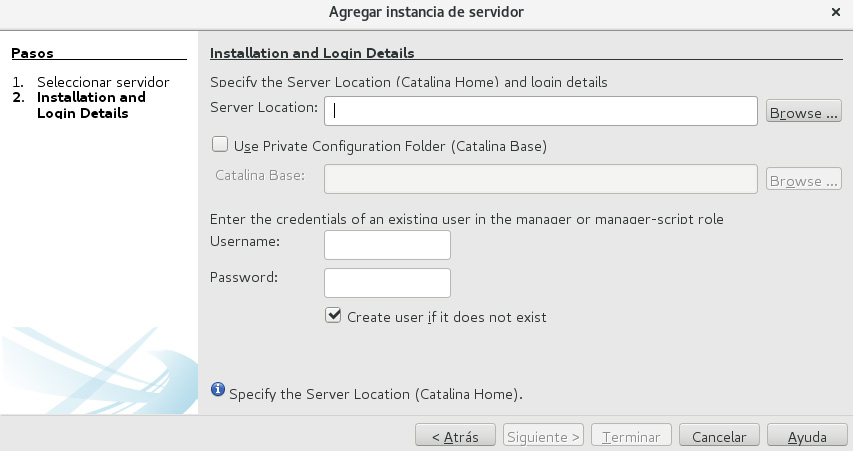 Agregar instancia de servidor
×
Pasos
1. Seleccionar servidor
2. Installation and
Login Details
Installation and Login Details
Specify the Server Location (Catalina Home) and login details
Server Location:
Browse ...
Use Private Configuration Folder (Catalina Base)
Catalina Base:
Browse ...
Enter the credentials of an existing user in the manager or manager-script role
Username:
Password:
Create user if it does not exist
Specify the Server Location (Catalina Home).
< Atrás
Siguiente >
Terminar
Cancelar
Ayuda